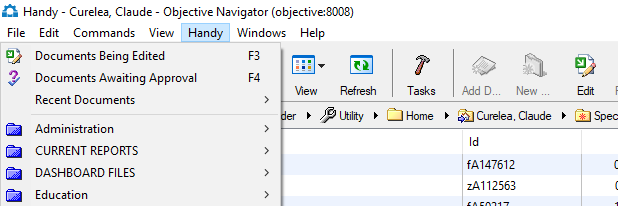 Handy - Curelea, Claude - Objective Navigator (objective:8008)
File Edit Commands View Handy Windows Help
Documents Being Edited F3
Documents Awaiting Approval F4
Recent Documents
Administration
CURRENT REPORTS
DASHBOARD FILES
Education
View Refresh Tasks Add D... New ... Edit
der Utility Home Curelea, Claude Spec
Id
fA147612
zA112563